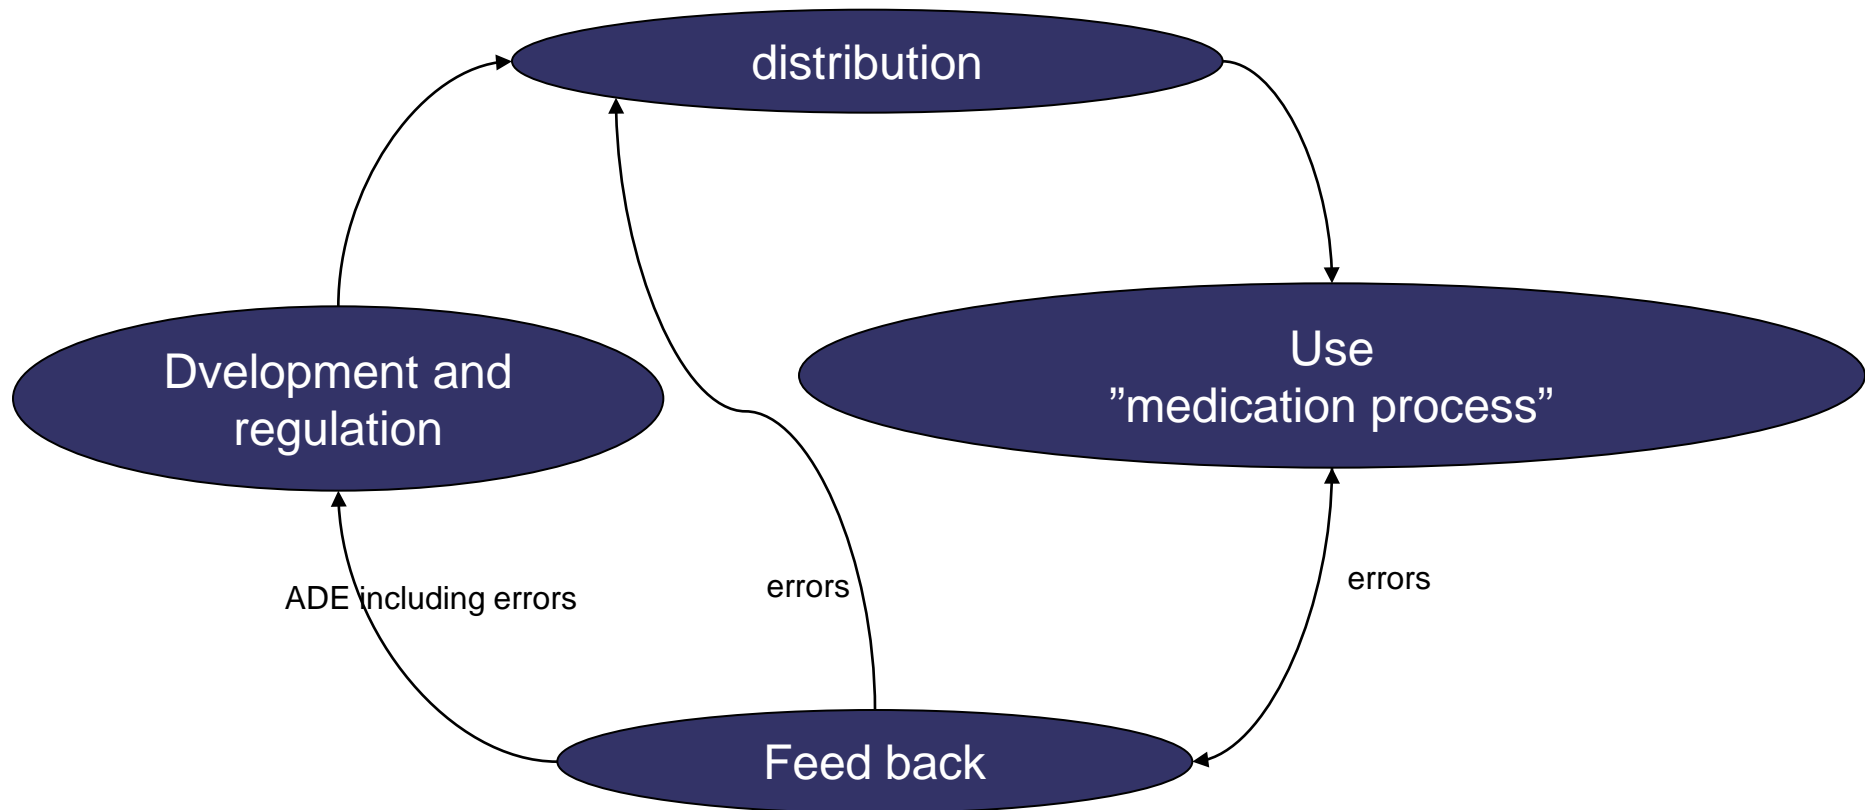 distribution
Dvelopment and
regulation
Use
”medication process”
ADE including errors
errors
errors
Feed back